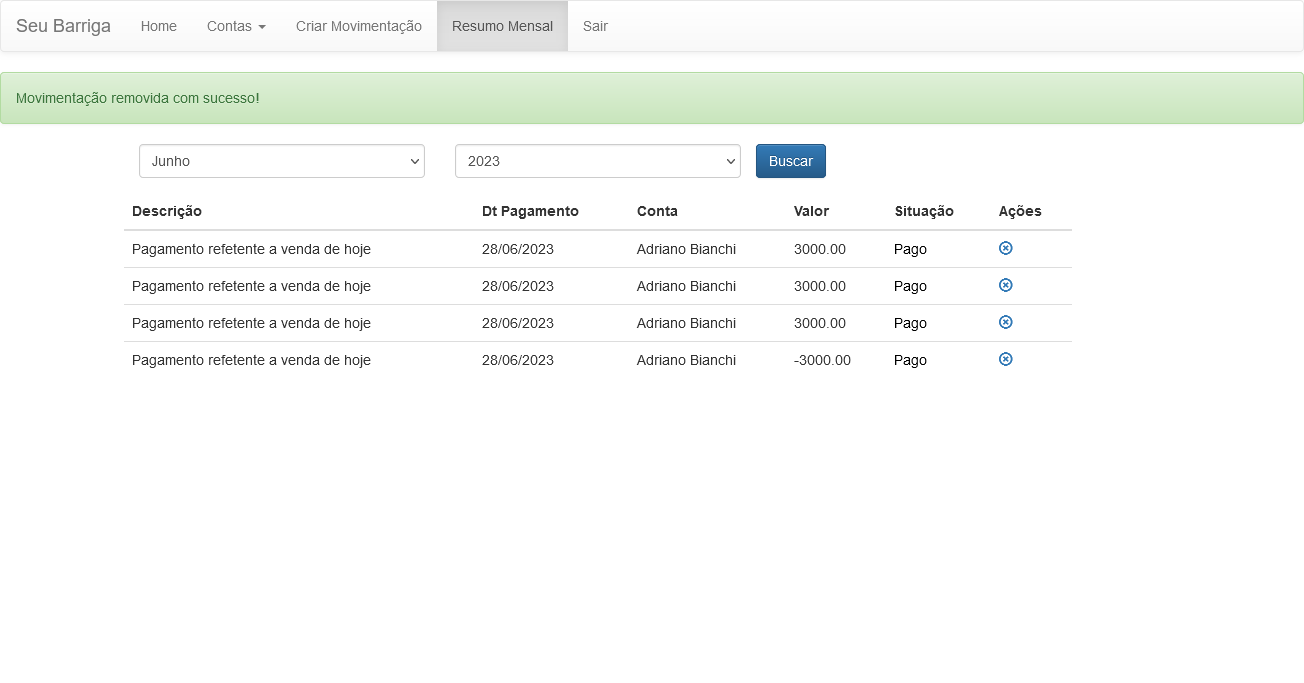 Seu Barriga Home Contas Criar Movimentação Resumo Mensal Sair
Movimentação removida com sucesso!
Junho 2023 Buscar
Descrição Dt Pagamento Conta Valor Situação Ações
Pagamento refetente a venda de hoje 28/06/2023 Adriano Bianchi 3000.00 Pago
Pagamento refetente a venda de hoje 28/06/2023 Adriano Bianchi 3000.00 Pago
Pagamento refetente a venda de hoje 28/06/2023 Adriano Bianchi 3000.00 Pago
Pagamento refetente a venda de hoje 28/06/2023 Adriano Bianchi -3000.00 Pago